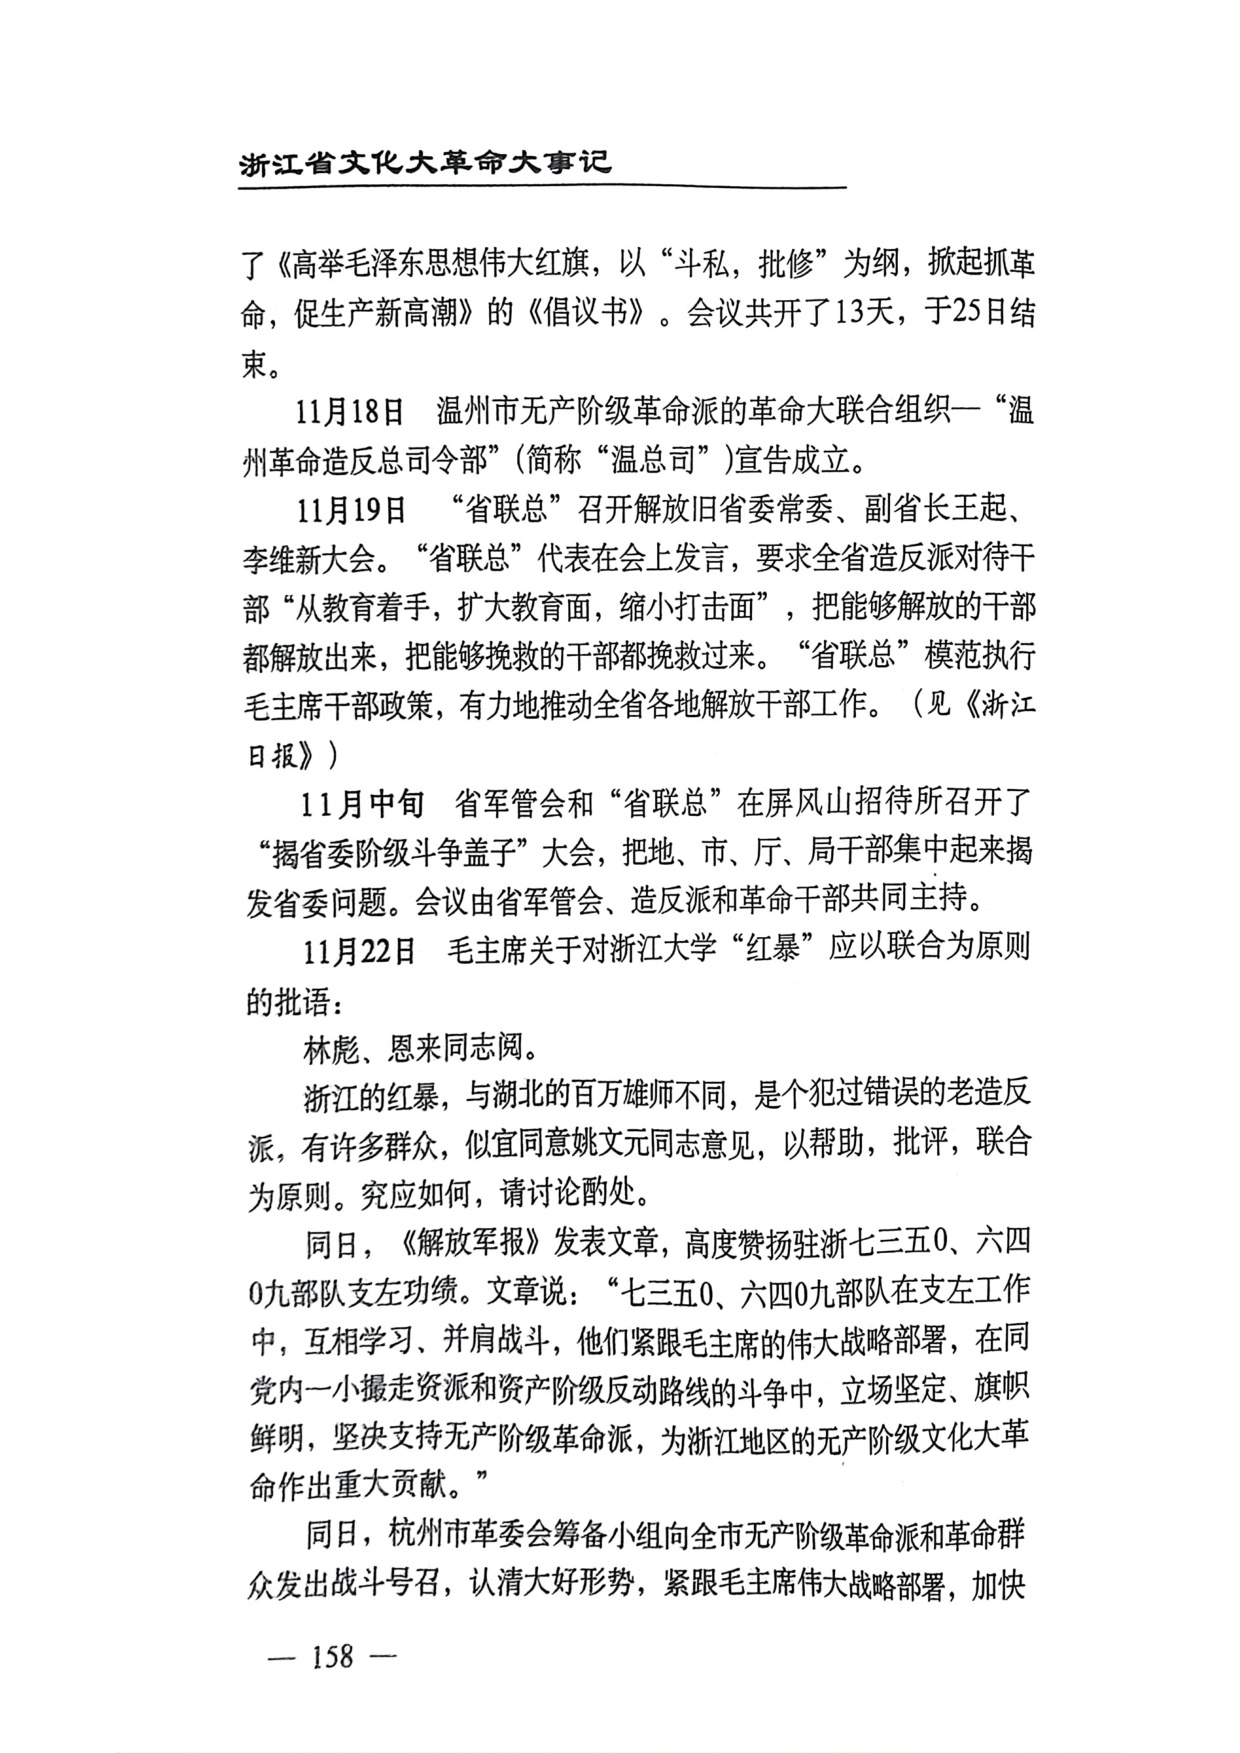 浙江省文化大革命大事记
了《高举毛泽东思想伟大红旗，以“斗私，批修”为纲，掀起抓革
命，促生产新高潮》的《倡议书》。会议共开了13天，于25日结
束。
11月18日　温州市无产阶级革命派的革命大联合组织—“温
州革命造反总司令部”(简称“温总司”)宣告成立。
11月19日　“省联总”召开解放旧省委常委、副省长王起、
李维新大会。“省联总”代表在会上发言，要求全省造反派对待干
部“从教育着手，扩大教育面，缩小打击面”，把能够解放的干部
都解放出来，把能够挽救的干部都挽救过来。“省联总”模范执行
毛主席干部政策，有力地推动全省各地解放干部工作。（见《浙江
日报》）
11月中旬　省军管会和“省联总”在屏风山招待所召开了
“揭省委阶级斗争盖子”大会，把地、市、厅、局干部集中起来揭
发省委问题。会议由省军管会、造反派和革命干部共同主持。
11月22日　毛主席关于对浙江大学“红暴”应以联合为原则
的批语：
林彪、恩来同志阅。
浙江的红暴，与湖北的百万雄师不同，是个犯过错误的老造反
派，有许多群众，似宜同意姚文元同志意见，以帮助，批评，联合
为原则。究应如何，请讨论酌处。
同日，《解放军报》发表文章，高度赞扬驻浙七三五0、六四
0九部队支左功绩。文章说：“七三五0、六四0九部队在支左工作
中，互相学习、并肩战斗，他们紧跟毛主席的伟大战略部署，在同
党内一小撮走资派和资产阶级反动路线的斗争中，立场坚定、旗帜
鲜明，坚决支持无产阶级革命派，为浙江地区的无产阶级文化大革
命作出重大贡献。”
同日，杭州市革委会筹备小组向全市无产阶级革命派和革命群
众发出战斗号召，认清大好形势，紧跟毛主席伟大战略部署，加快
— 158 —